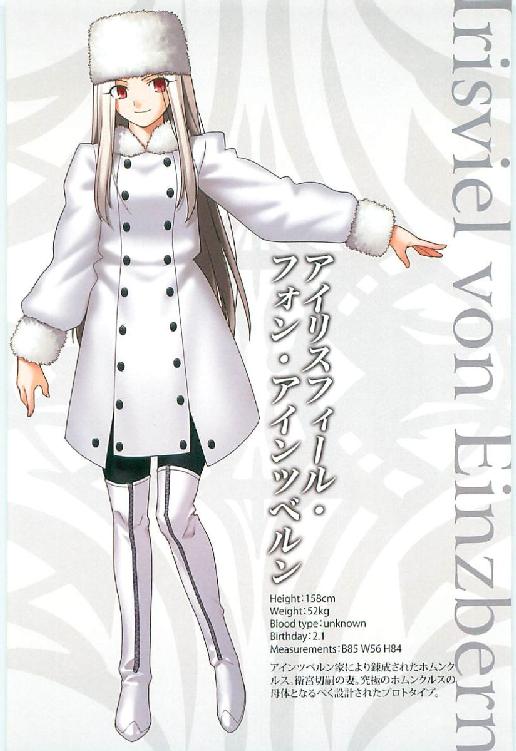 Irisviel von Einzbern
アイリスフィール・
フォン・アインツベルン
Height:158cm
Weight:52kg
Blood type:unknown
Birthday:2.1
Measurements:B85 W56 H84
アインツベルン家により錬成されたホムンク
ルス。衛宮切嗣の妻。究極のホムンクルスの
母体となるべく設計されたプロトタイプ。